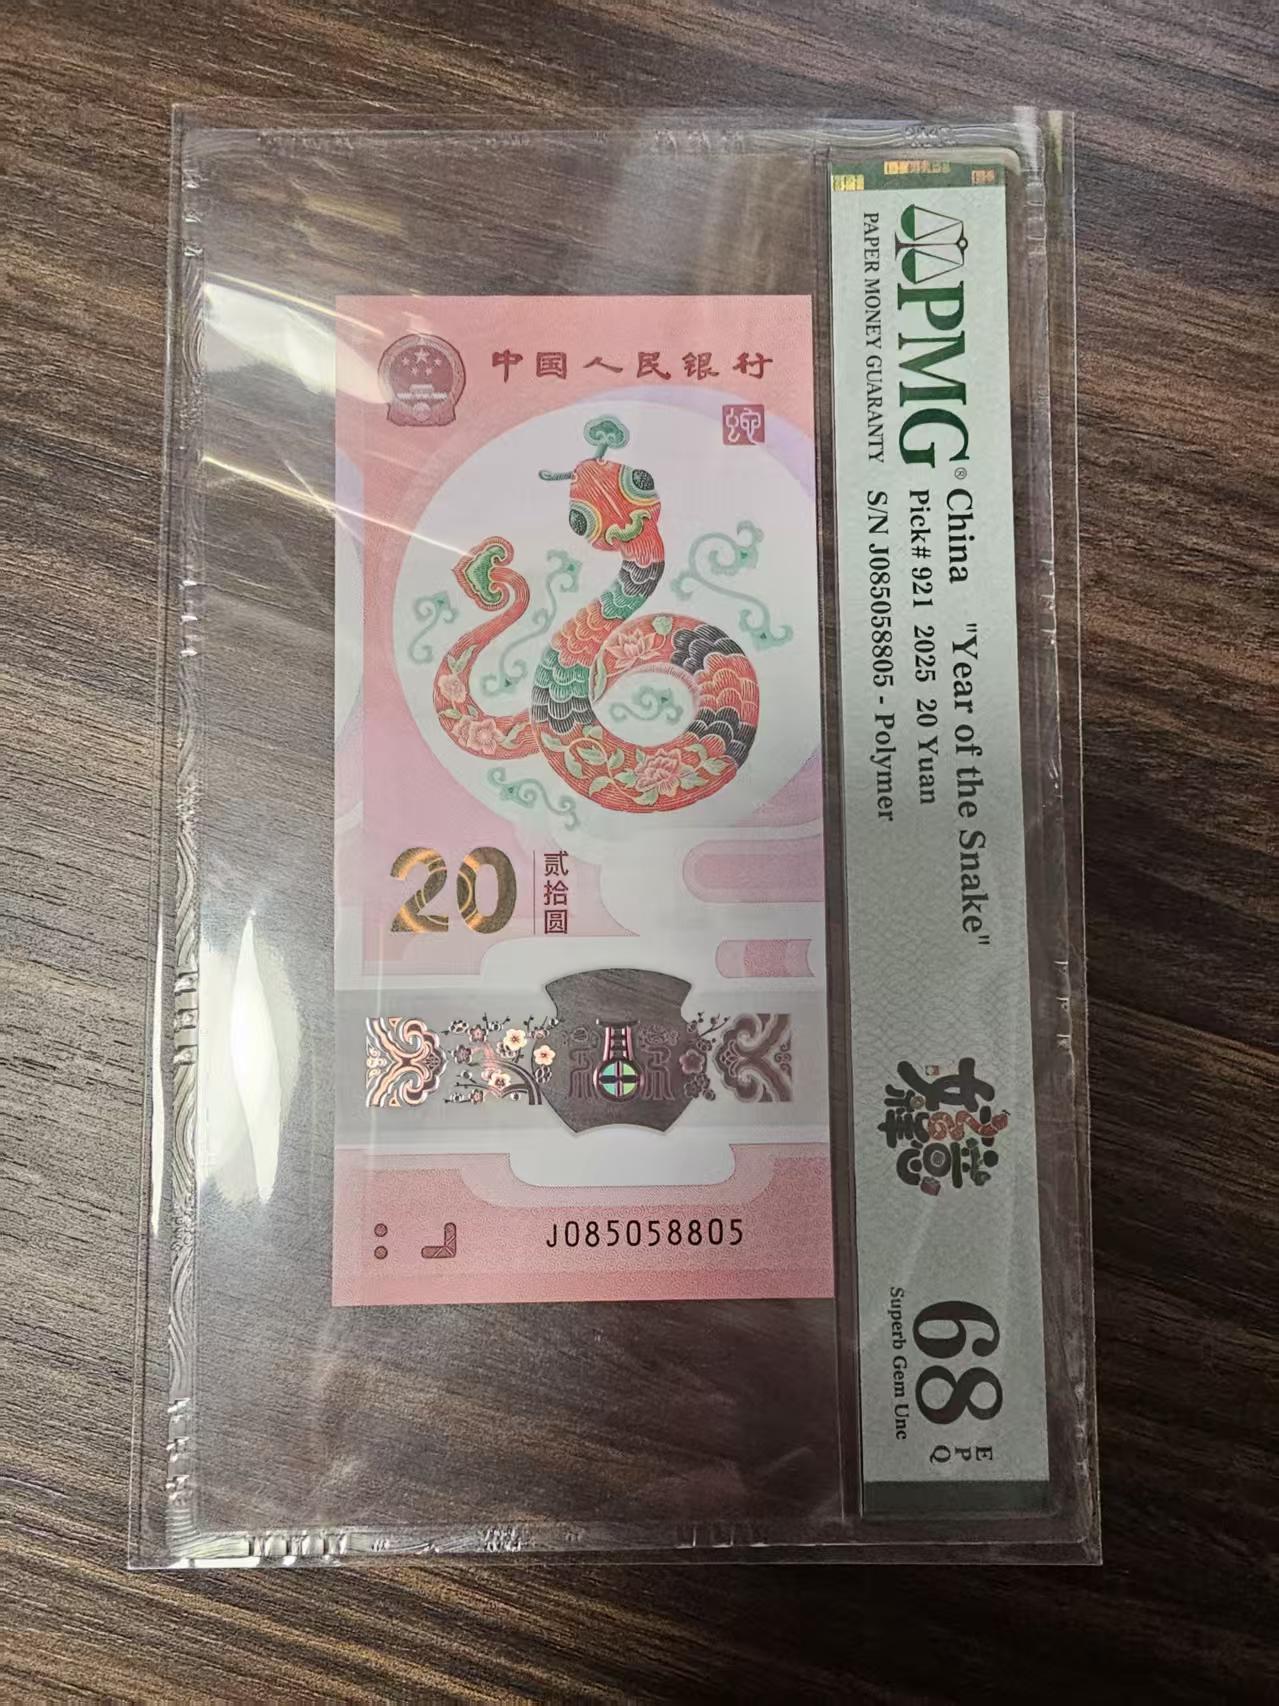 中国人民银行
蛇
20
贰拾圆
J085058805
PMG®
PAPER MONEY GUARANTY
China "Year of the Snake"
Pick# 921 2025 20 Yuan
S/N J085058805 - Polymer
68
EPQ
Superb Gem Unc